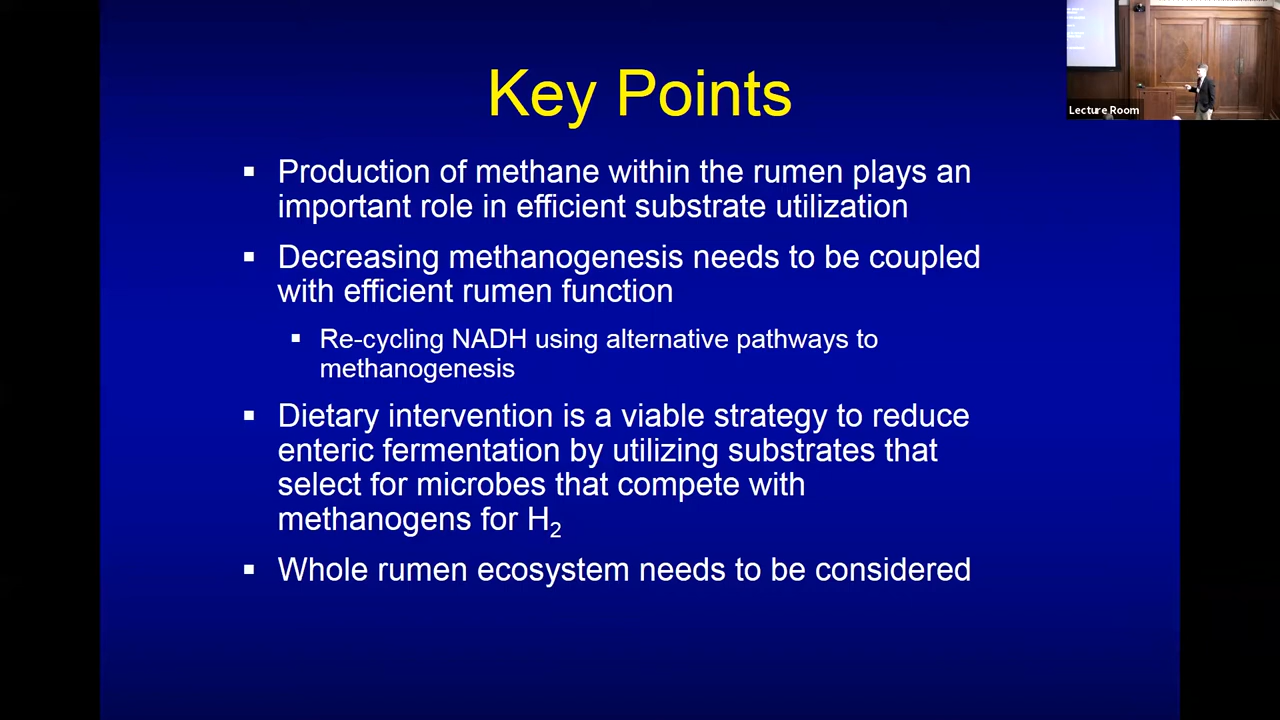 Key Points
Lecture Room
▪ Production of methane within the rumen plays an
important role in efficient substrate utilization
▪ Decreasing methanogenesis needs to be coupled
with efficient rumen function
▪ Re-cycling NADH using alternative pathways to
methanogenesis
▪ Dietary intervention is a viable strategy to reduce
enteric fermentation by utilizing substrates that
select for microbes that compete with
methanogens for H₂
▪ Whole rumen ecosystem needs to be considered